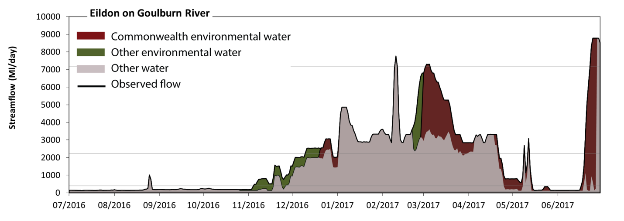 Eildon on Goulburn River
Commonwealth environmental water
Other environmental water
Other water
Observed flow
Streamflow (Ml/day)
10000
9000
8000
7000
6000
5000
4000
3000
2000
1000
0
07/2016 08/2016 09/2016 10/2016 11/2016 12/2016 01/2017 02/2017 03/2017 04/2017 05/2017 06/2017